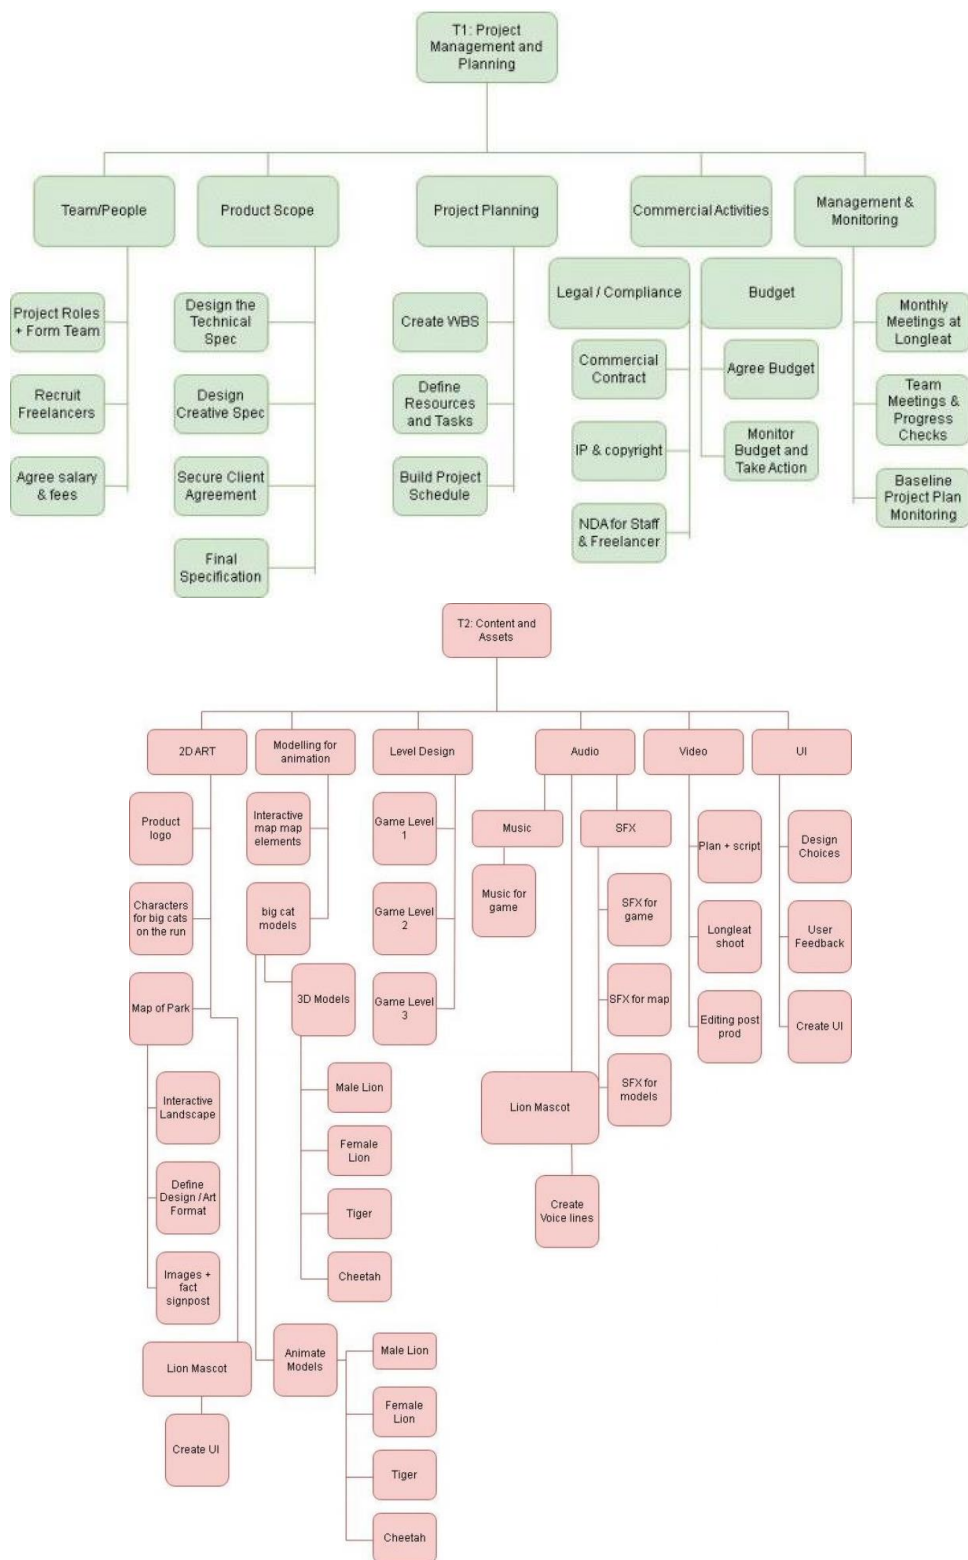 T1: Project
Management and
Planning
Team/People
Product Scope
Project Planning
Commercial Activities
Management &
Monitoring
Project Roles
+ Form Team
Recruit
Freelancers
Agree salary
& fees
Design the
Technical
Spec
Design
Creative Spec
Secure Client
Agreement
Final
Specification
Create WBS
Define
Resources
and Tasks
Build Project
Schedule
Legal / Compliance
Commercial
Contract
IP & copyright
NDA for Staff
& Freelancer
Budget
Agree Budget
Monitor
Budget and
Take Action
Monthly
Meetings at
Longleat
Team
Meetings &
Progress
Checks
Baseline
Project Plan
Monitoring
T2: Content and
Assets
2D ART
Modelling for
animation
Level Design
Audio
Video
UI
Product
logo
Characters
for big cats
on the run
Map of Park
Interactive
Landscape
Define
Design / Art
Format
Images +
fact
signpost
Lion Mascot
Create UI
Interactive
map map
elements
big cat
models
3D Models
Male Lion
Female
Lion
Tiger
Cheetah
Animate
Models
Male Lion
Female
Lion
Tiger
Cheetah
Game Level
1
Game Level
2
Game Level
3
Music
Music for
game
SFX
SFX for
game
SFX for map
SFX for
models
Lion Mascot
Create
Voice lines
Plan + script
Longleat
shoot
Editing post
prod
Design
Choices
User
Feedback
Create UI